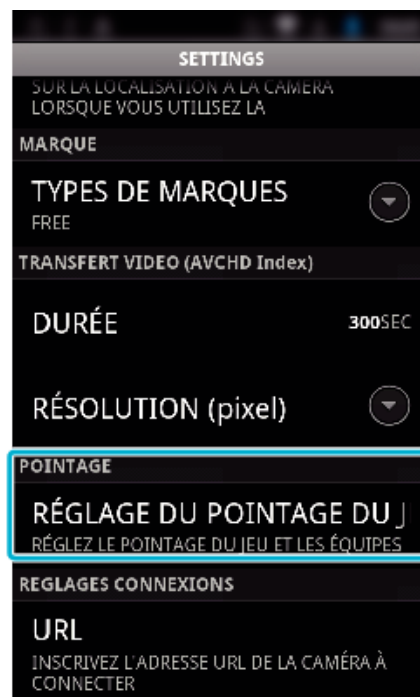 SETTINGS
SUR LA LOCALISATION A LA CAMÉRA
LORSQUE VOUS UTILISEZ LA
MARQUE
TYPES DE MARQUES
FREE
TRANSFERT VIDEO (AVCHD Index)
DURÉE 300SEC
RÉSOLUTION (pixel)
POINTAGE
RÉGLAGE DU POINTAGE DU J
RÉGLEZ LE POINTAGE DU JEU ET LES ÉQUIPES
REGLAGES CONNEXIONS
URL
INSCRIVEZ L'ADRESSE URL DE LA CAMÉRA À
CONNECTER